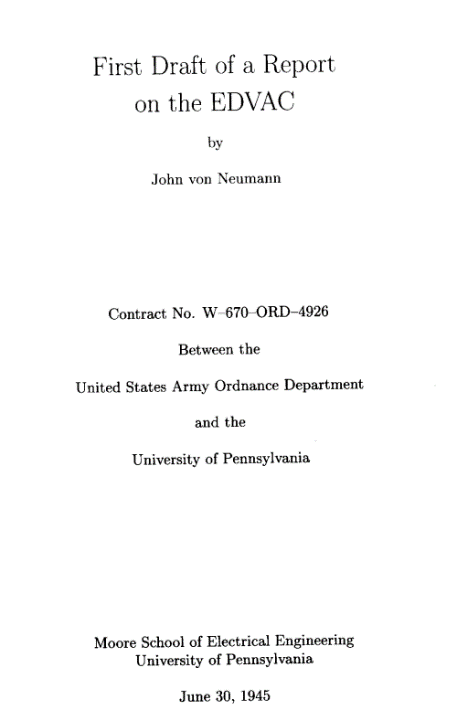 First Draft of a Report
on the EDVAC
by
John von Neumann
Contract No. W–670–ORD–4926
Between the
United States Army Ordnance Department
and the
University of Pennsylvania
Moore School of Electrical Engineering
University of Pennsylvania
June 30, 1945